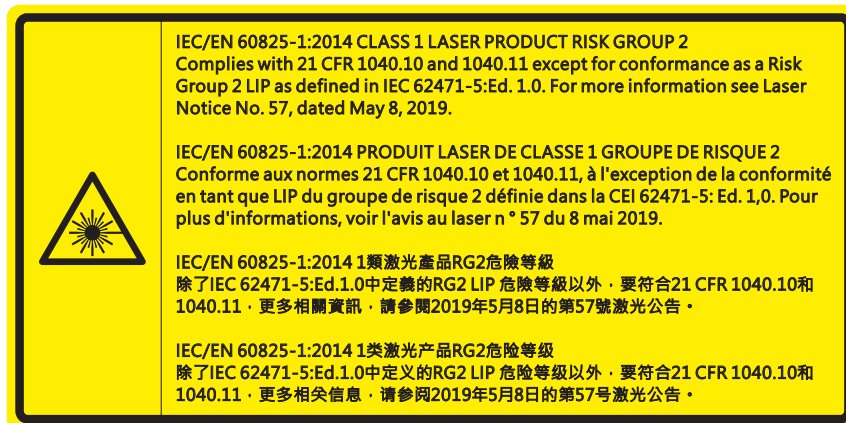 IEC/EN 60825-1:2014 CLASS 1 LASER PRODUCT RISK GROUP 2
Complies with 21 CFR 1040.10 and 1040.11 except for conformance as a Risk
Group 2 LIP as defined in IEC 62471-5:Ed. 1.0. For more information see Laser
Notice No. 57, dated May 8, 2019.
IEC/EN 60825-1:2014 PRODUIT LASER DE CLASSE 1 GROUPE DE RISQUE 2
Conforme aux normes 21 CFR 1040.10 et 1040.11, à l'exception de la conformité
en tant que LIP du groupe de risque 2 définie dans la CEI 62471-5: Ed. 1,0. Pour
plus d'informations, voir l'avis au laser n ° 57 du 8 mai 2019.
IEC/EN 60825-1:2014 1類激光產品RG2危險等級
除了IEC 62471-5:Ed.1.0中定義的RG2 LIP 危險等級以外，要符合21 CFR 1040.10和
1040.11，更多相關資訊，請參閱2019年5月8日的第57號激光公告。
IEC/EN 60825-1:2014 1类激光产品RG2危险等级
除了IEC 62471-5:Ed.1.0中定义的RG2 LIP 危险等级以外，要符合21 CFR 1040.10和
1040.11，更多相关信息，请参阅2019年5月8日的第57号激光公告。